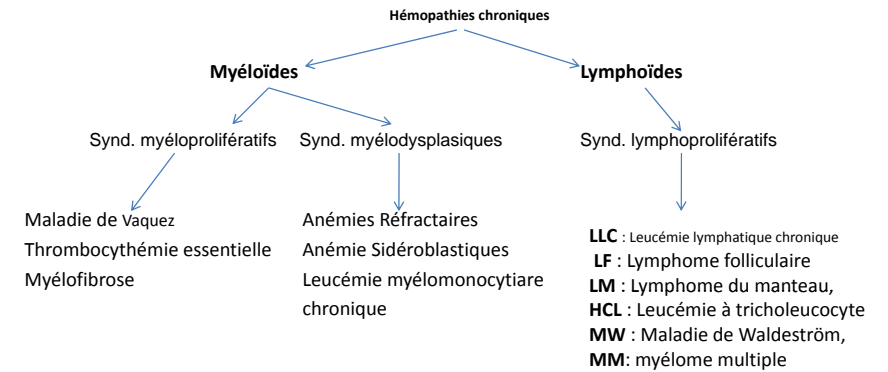 Hémopathies chroniques
Myéloïdes
Lymphoïdes
Synd. myéloprolifératifs
Synd. myélodysplasiques
Synd. lymphoprolifératifs
Maladie de Vaquez
Thrombocythémie essentielle
Myélofibrose
Anémies Réfractaires
Anémie Sidéroblastiques
Leucémie myélomonocytiare
chronique
LLC : Leucémie lymphatique chronique
LF : Lymphome folliculaire
LM : Lymphome du manteau,
HCL : Leucémie à tricholeucocyte
MW : Maladie de Waldeström,
MM: myélome multiple